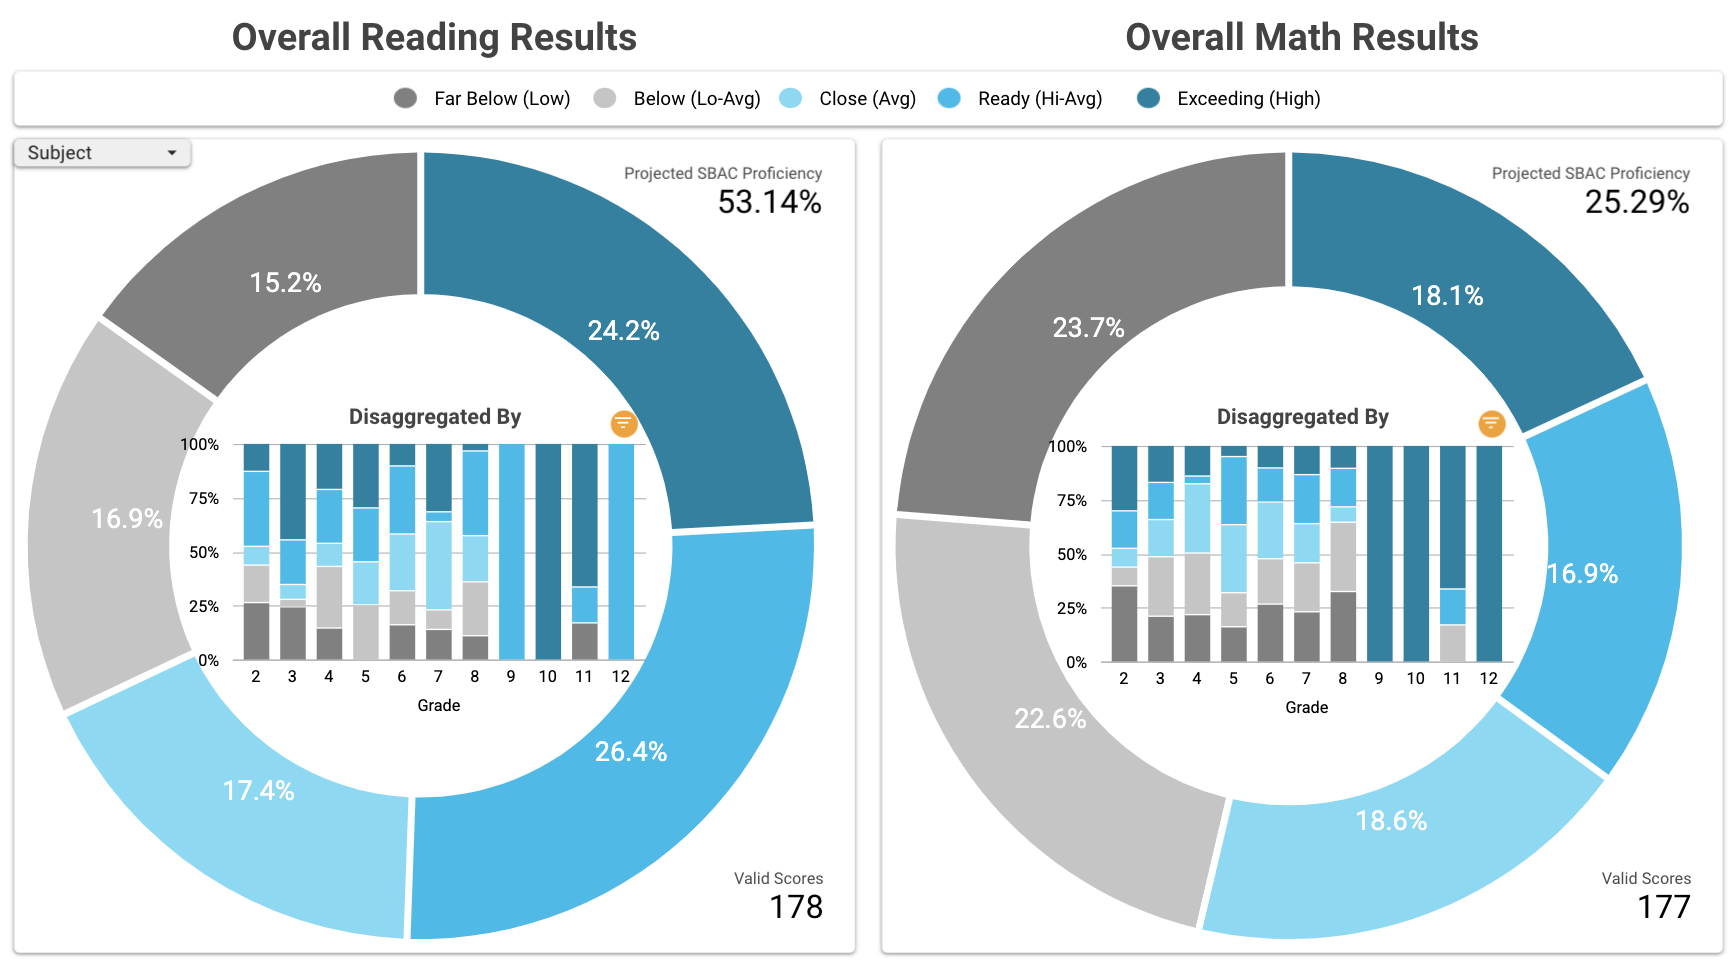 Overall Reading Results
Overall Math Results
Far Below (Low)
Below (Lo-Avg)
Close (Avg)
Ready (Hi-Avg)
Exceeding (High)
Subject
Projected SBAC Proficiency
53.14%
15.2%
24.2%
16.9%
26.4%
17.4%
Disaggregated By
100%
75%
50%
25%
0%
2 3 4 5 6 7 8 9 10 11 12
Grade
Valid Scores
178
Projected SBAC Proficiency
25.29%
18.1%
23.7%
16.9%
22.6%
18.6%
Disaggregated By
100%
75%
50%
25%
0%
2 3 4 5 6 7 8 9 10 11 12
Grade
Valid Scores
177